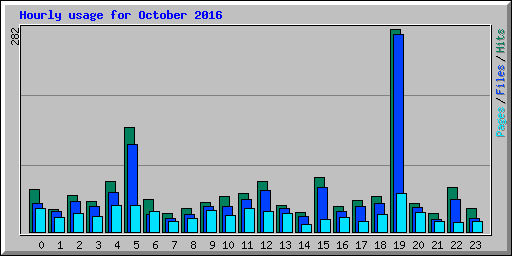 Hourly usage for October 2016
282
Pages/Files/Hits
0 1 2 3 4 5 6 7 8 9 10 11 12 13 14 15 16 17 18 19 20 21 22 23